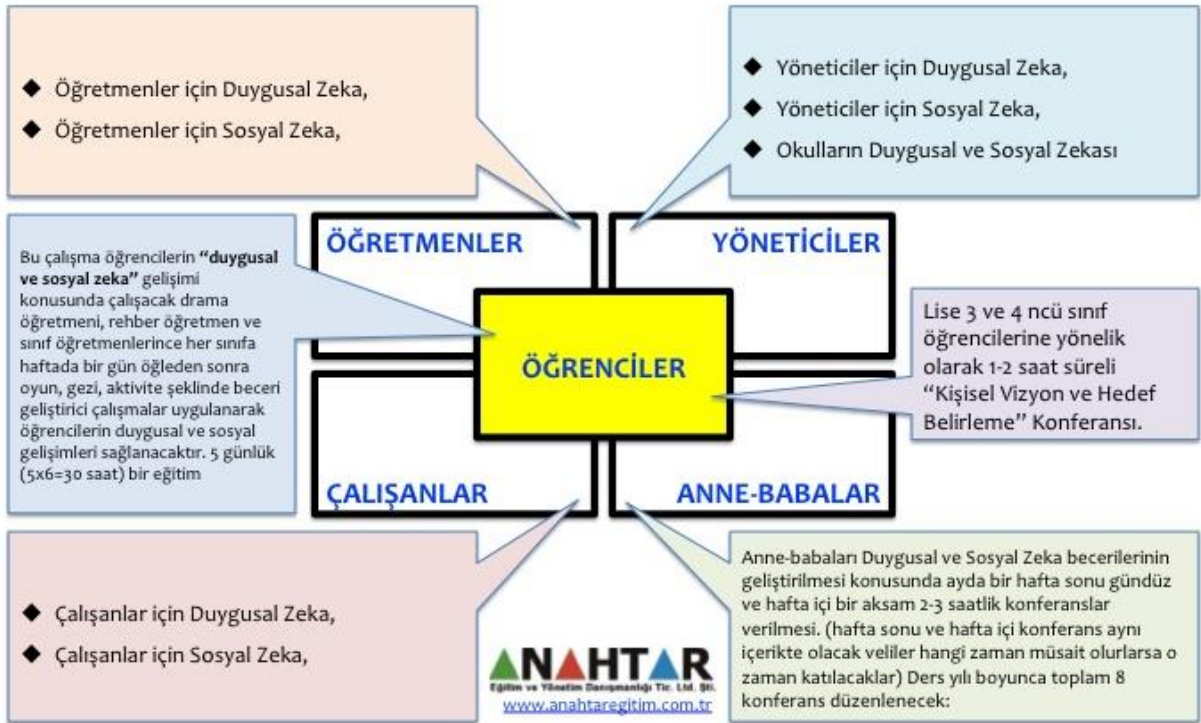 ◆ Öğretmenler için Duygusal Zeka,
◆ Öğretmenler için Sosyal Zeka,
◆ Yöneticiler için Duygusal Zeka,
◆ Yöneticiler için Sosyal Zeka,
◆ Okulların Duygusal ve Sosyal Zekası
Bu çalışma öğrencilerin “duygusal
ve sosyal zeka” gelişimi
konusunda çalışacak drama
öğretmeni, rehber öğretmen ve
sınıf öğretmenlerince her sınıfa
haftada bir gün öğleden sonra
oyun, gezi, aktivite şeklinde beceri
geliştirici çalışmalar uygulanarak
öğrencilerin duygusal ve sosyal
gelişimleri sağlanacaktır. 5 günlük
(5x6=30 saat) bir eğitim
ÖĞRETMENLER
YÖNETİCİLER
ÖĞRENCİLER
ÇALIŞANLAR
ANNE-BABALAR
Lise 3 ve 4 ncü sınıf
öğrencilerine yönelik
olarak 1-2 saat süreli
“Kişisel Vizyon ve Hedef
Belirleme” Konferansı.
◆ Çalışanlar için Duygusal Zeka,
◆ Çalışanlar için Sosyal Zeka,
ANAHTAR
Eğitim ve Yönetim Danışmanlığı Tic. Ltd. Şti.
www.anahtaregitim.com.tr
Anne-babaları Duygusal ve Sosyal Zeka becerilerinin
geliştirilmesi konusunda ayda bir hafta sonu gündüz
ve hafta içi bir aksam 2-3 saatlik konferanslar
verilmesi. (hafta sonu ve hafta içi konferans aynı
içerikte olacak veliler hangi zaman müsait olurlarsa o
zaman katılacaklar) Ders yılı boyunca toplam 8
konferans düzenlenecek: